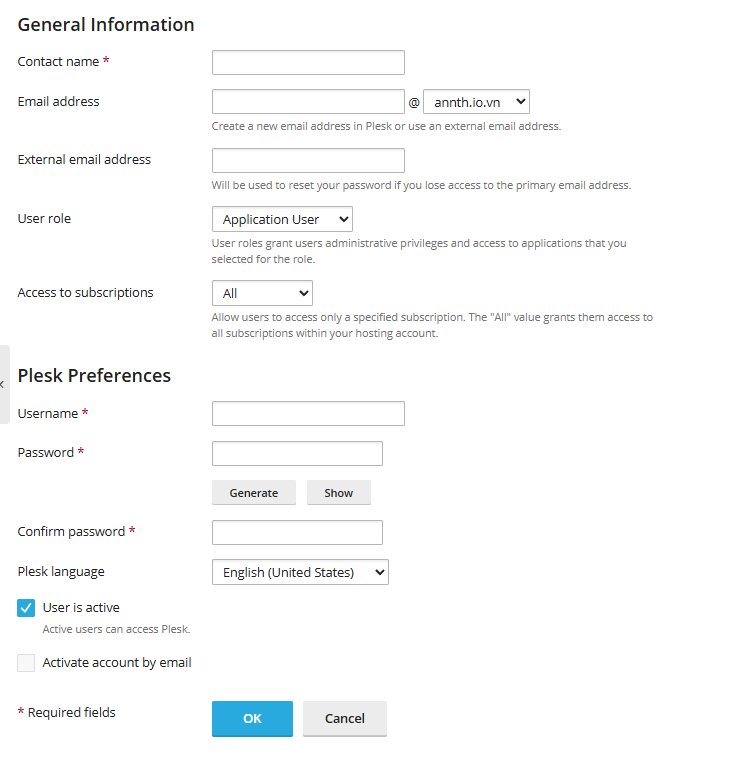 General Information
Contact name *
Email address @ annth.io.vn
Create a new email address in Plesk or use an external email address.
External email address
Will be used to reset your password if you lose access to the primary email address.
User role Application User
User roles grant users administrative privileges and access to applications that you
selected for the role.
Access to subscriptions All
Allow users to access only a specified subscription. The "All" value grants them access to
all subscriptions within your hosting account.
Plesk Preferences
Username *
Password *
Generate Show
Confirm password *
Plesk language English (United States)
User is active
Active users can access Plesk.
Activate account by email
* Required fields OK Cancel